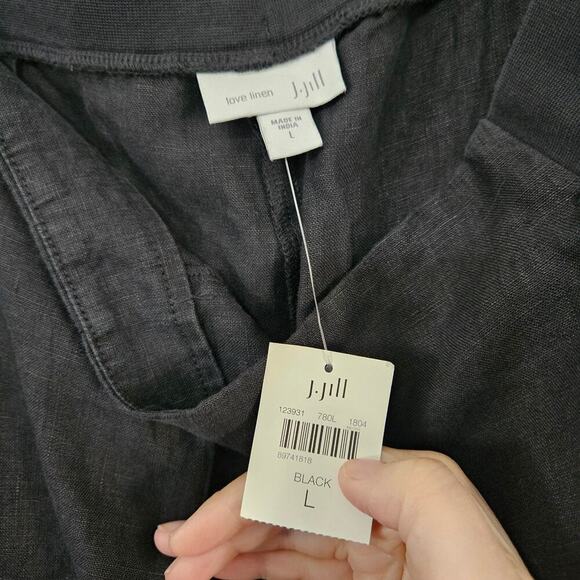 love linen J.Jill
MADE IN
INDIA
L
J.Jill
123931 780L 1804
89741818
BLACK
L